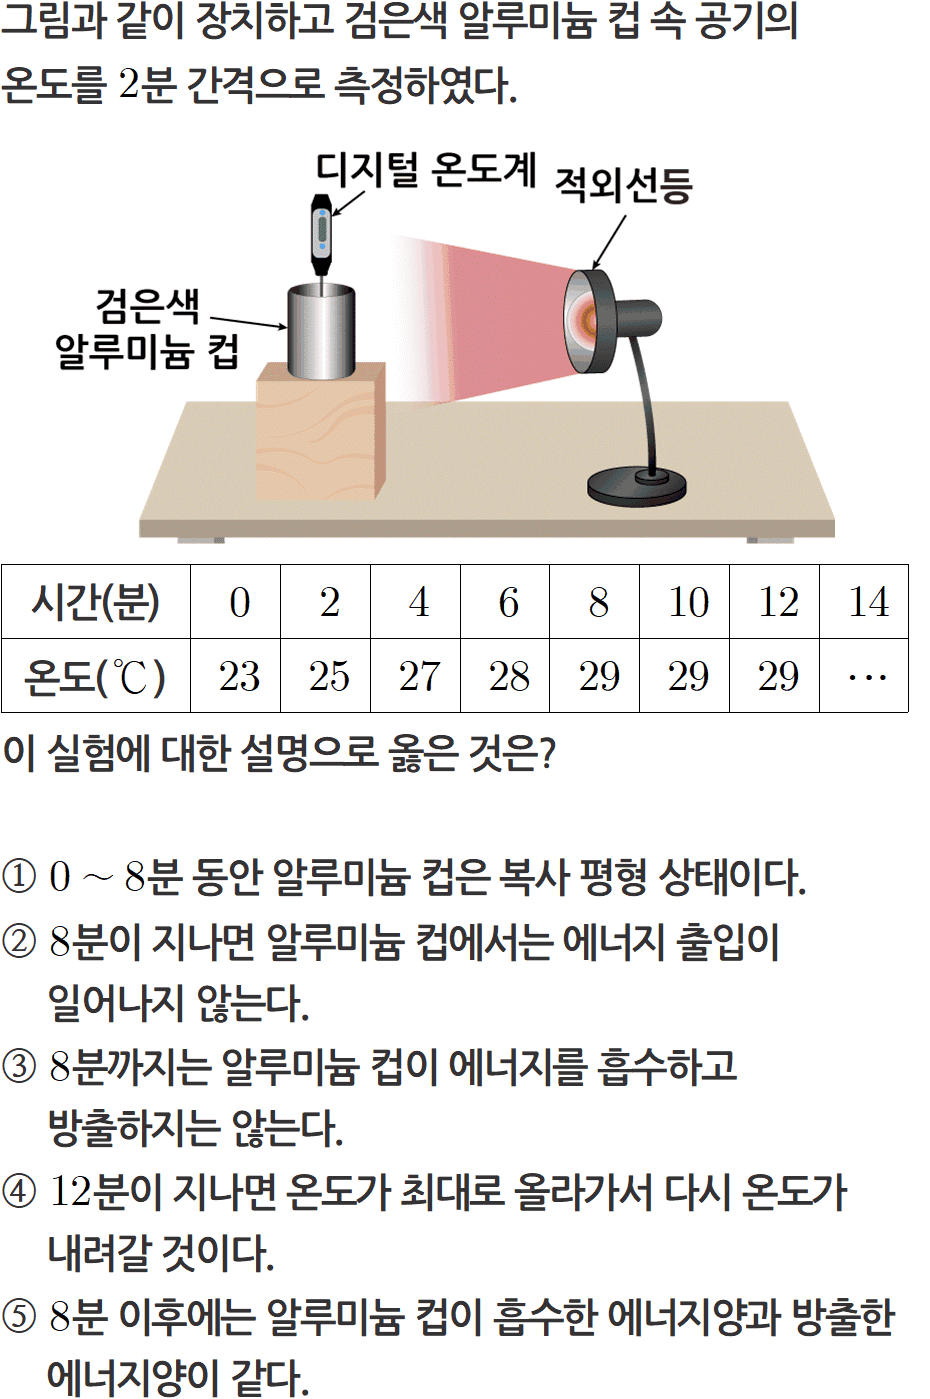 그림과 같이 장치하고 검은색 알루미늄 컵 속 공기의
온도를 2분 간격으로 측정하였다.
디지털 온도계
적외선등
검은색
알루미늄 컵
시간(분) 0 2 4 6 8 10 12 14
온도(℃) 23 25 27 28 29 29 29 ⋯
이 실험에 대한 설명으로 옳은 것은?
① 0 ~ 8분 동안 알루미늄 컵은 복사 평형 상태이다.
② 8분이 지나면 알루미늄 컵에서는 에너지 출입이
일어나지 않는다.
③ 8분까지는 알루미늄 컵이 에너지를 흡수하고
방출하지는 않는다.
④ 12분이 지나면 온도가 최대로 올라가서 다시 온도가
내려갈 것이다.
⑤ 8분 이후에는 알루미늄 컵이 흡수한 에너지양과 방출한
에너지양이 같다.